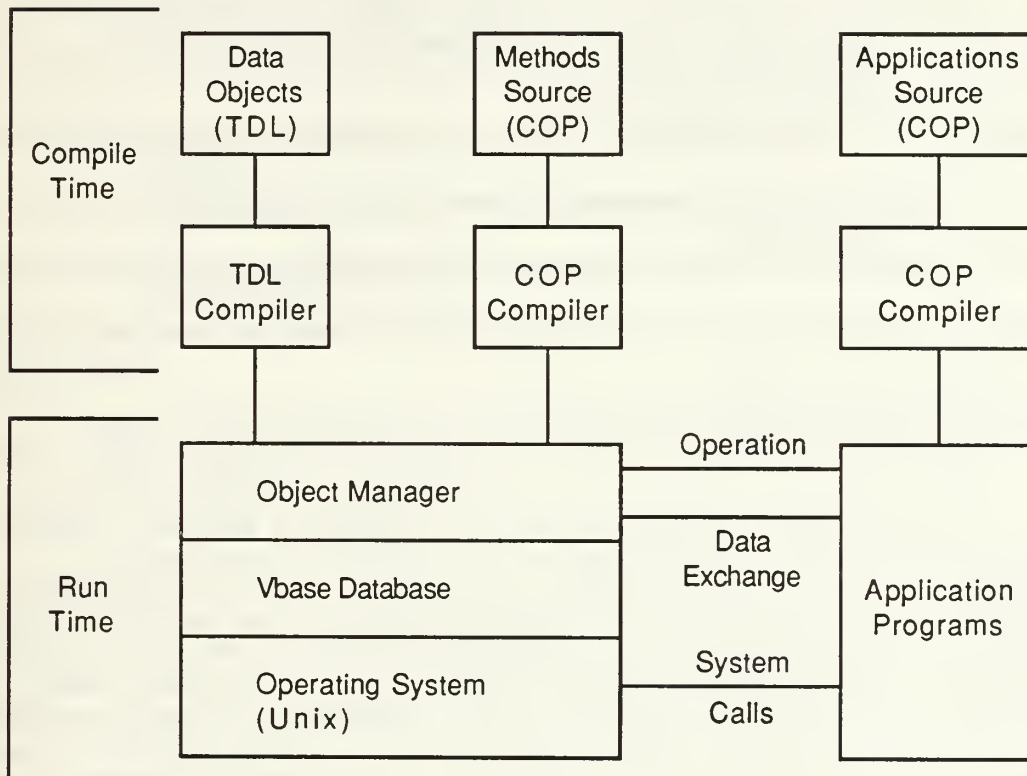 Compile
Time
Data
Objects
(TDL)
Methods
Source
(COP)
Applications
Source
(COP)
TDL
Compiler
COP
Compiler
COP
Compiler
Run
Time
Object Manager
Vbase Database
Operating System
(Unix)
Operation
Data
Exchange
System
Calls
Application
Programs